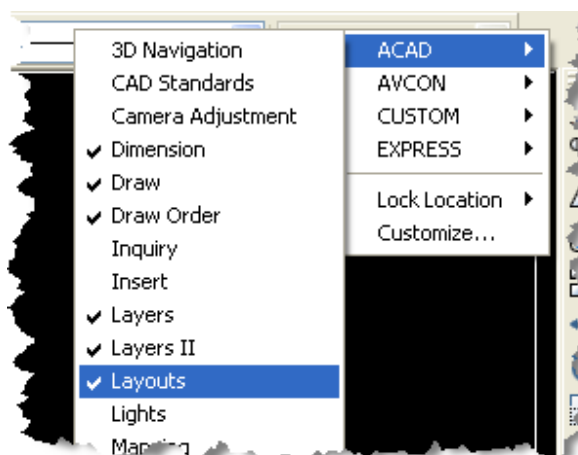 3D Navigation
CAD Standards
Camera Adjustment
Dimension
Draw
Draw Order
Inquiry
Insert
Layers
Layers II
Layouts
Lights
Mapping
ACAD
AVCON
CUSTOM
EXPRESS
Lock Location
Customize...